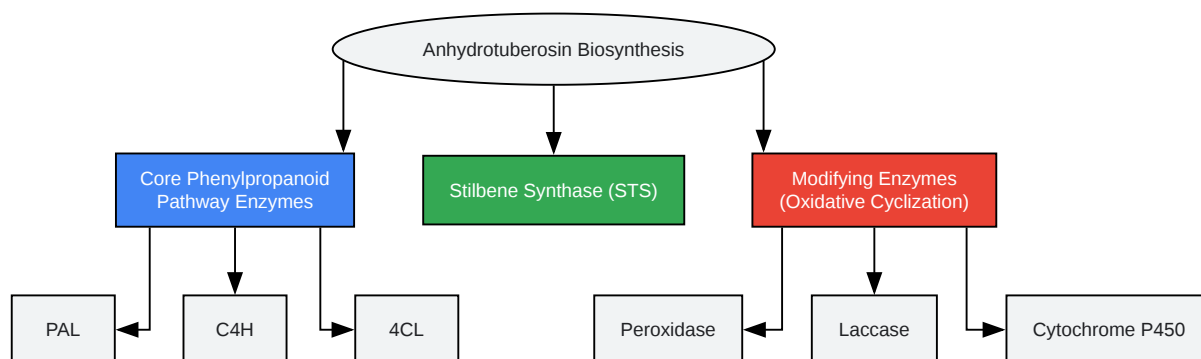 Anhydrotuberosin Biosynthesis
Core Phenylpropanoid
Pathway Enzymes
Stilbene Synthase (STS)
Modifying Enzymes
(Oxidative Cyclization)
PAL
C4H
4CL
Peroxidase
Laccase
Cytochrome P450